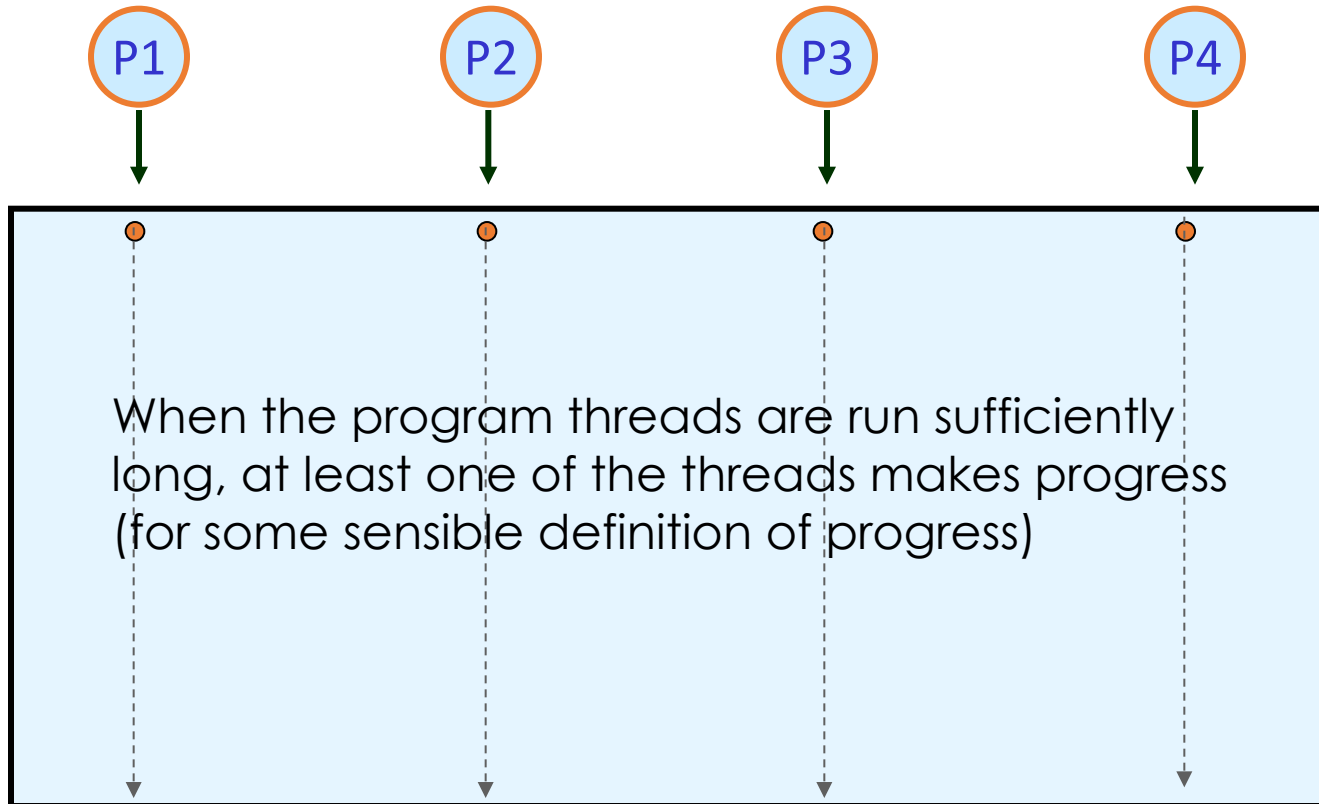 P1 P2 P3 P4
When the program threads are run sufficiently
long, at least one of the threads makes progress
(for some sensible definition of progress)